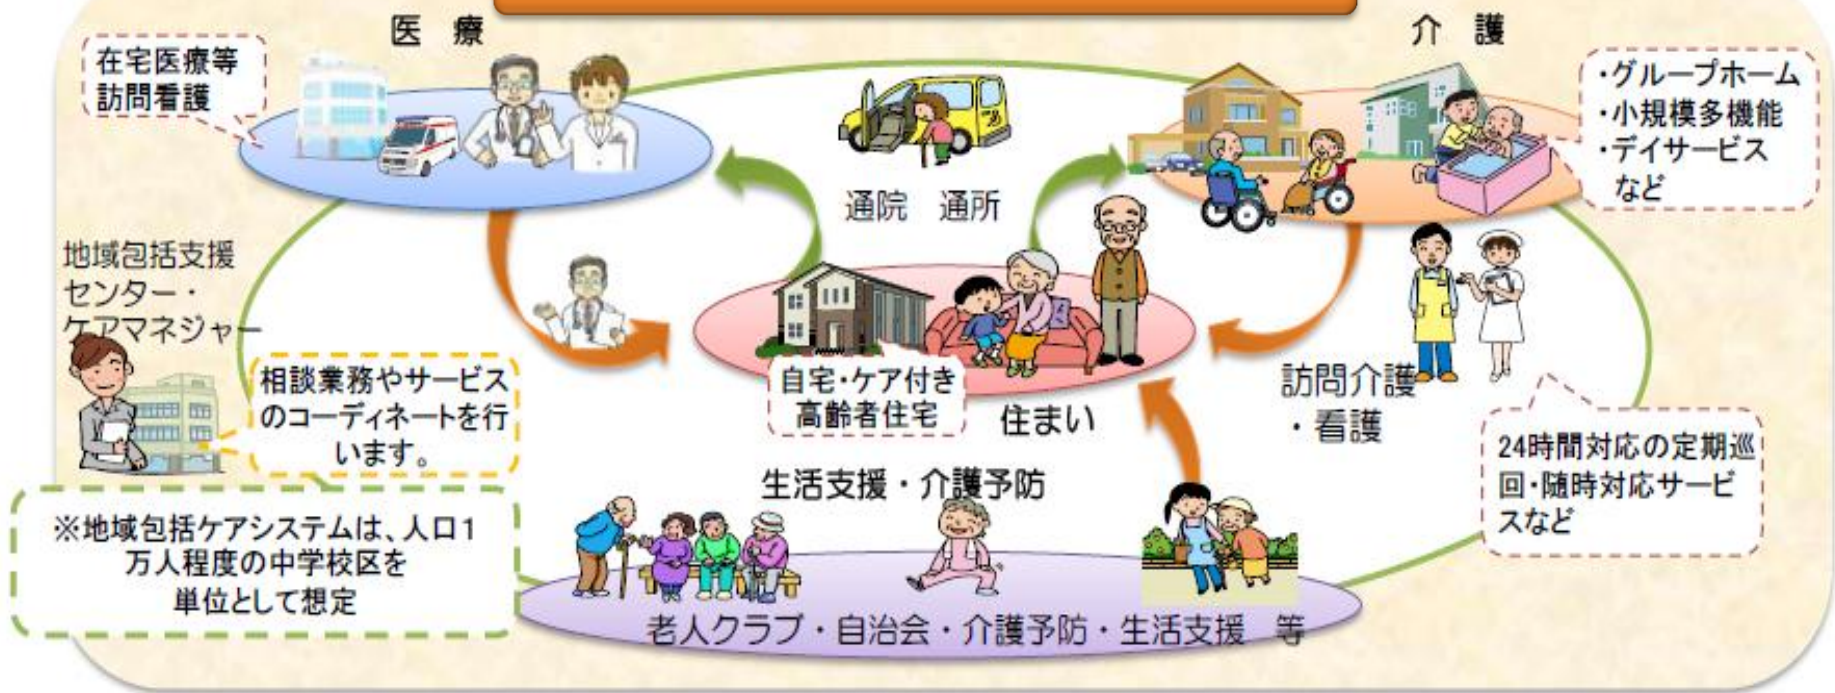 医 療
介 護
在宅医療等
訪問看護
・グループホーム
・小規模多機能
・デイサービス
など
通院 通所
地域包括支援
センター・
ケアマネジャー
相談業務やサービス
のコーディネートを行
います。
自宅・ケア付き
高齢者住宅
住まい
訪問介護
・看護
24時間対応の定期巡
回・随時対応サービ
スなど
生活支援・介護予防
※地域包括ケアシステムは、人口1
万人程度の中学校区を
単位として想定
老人クラブ・自治会・介護予防・生活支援 等